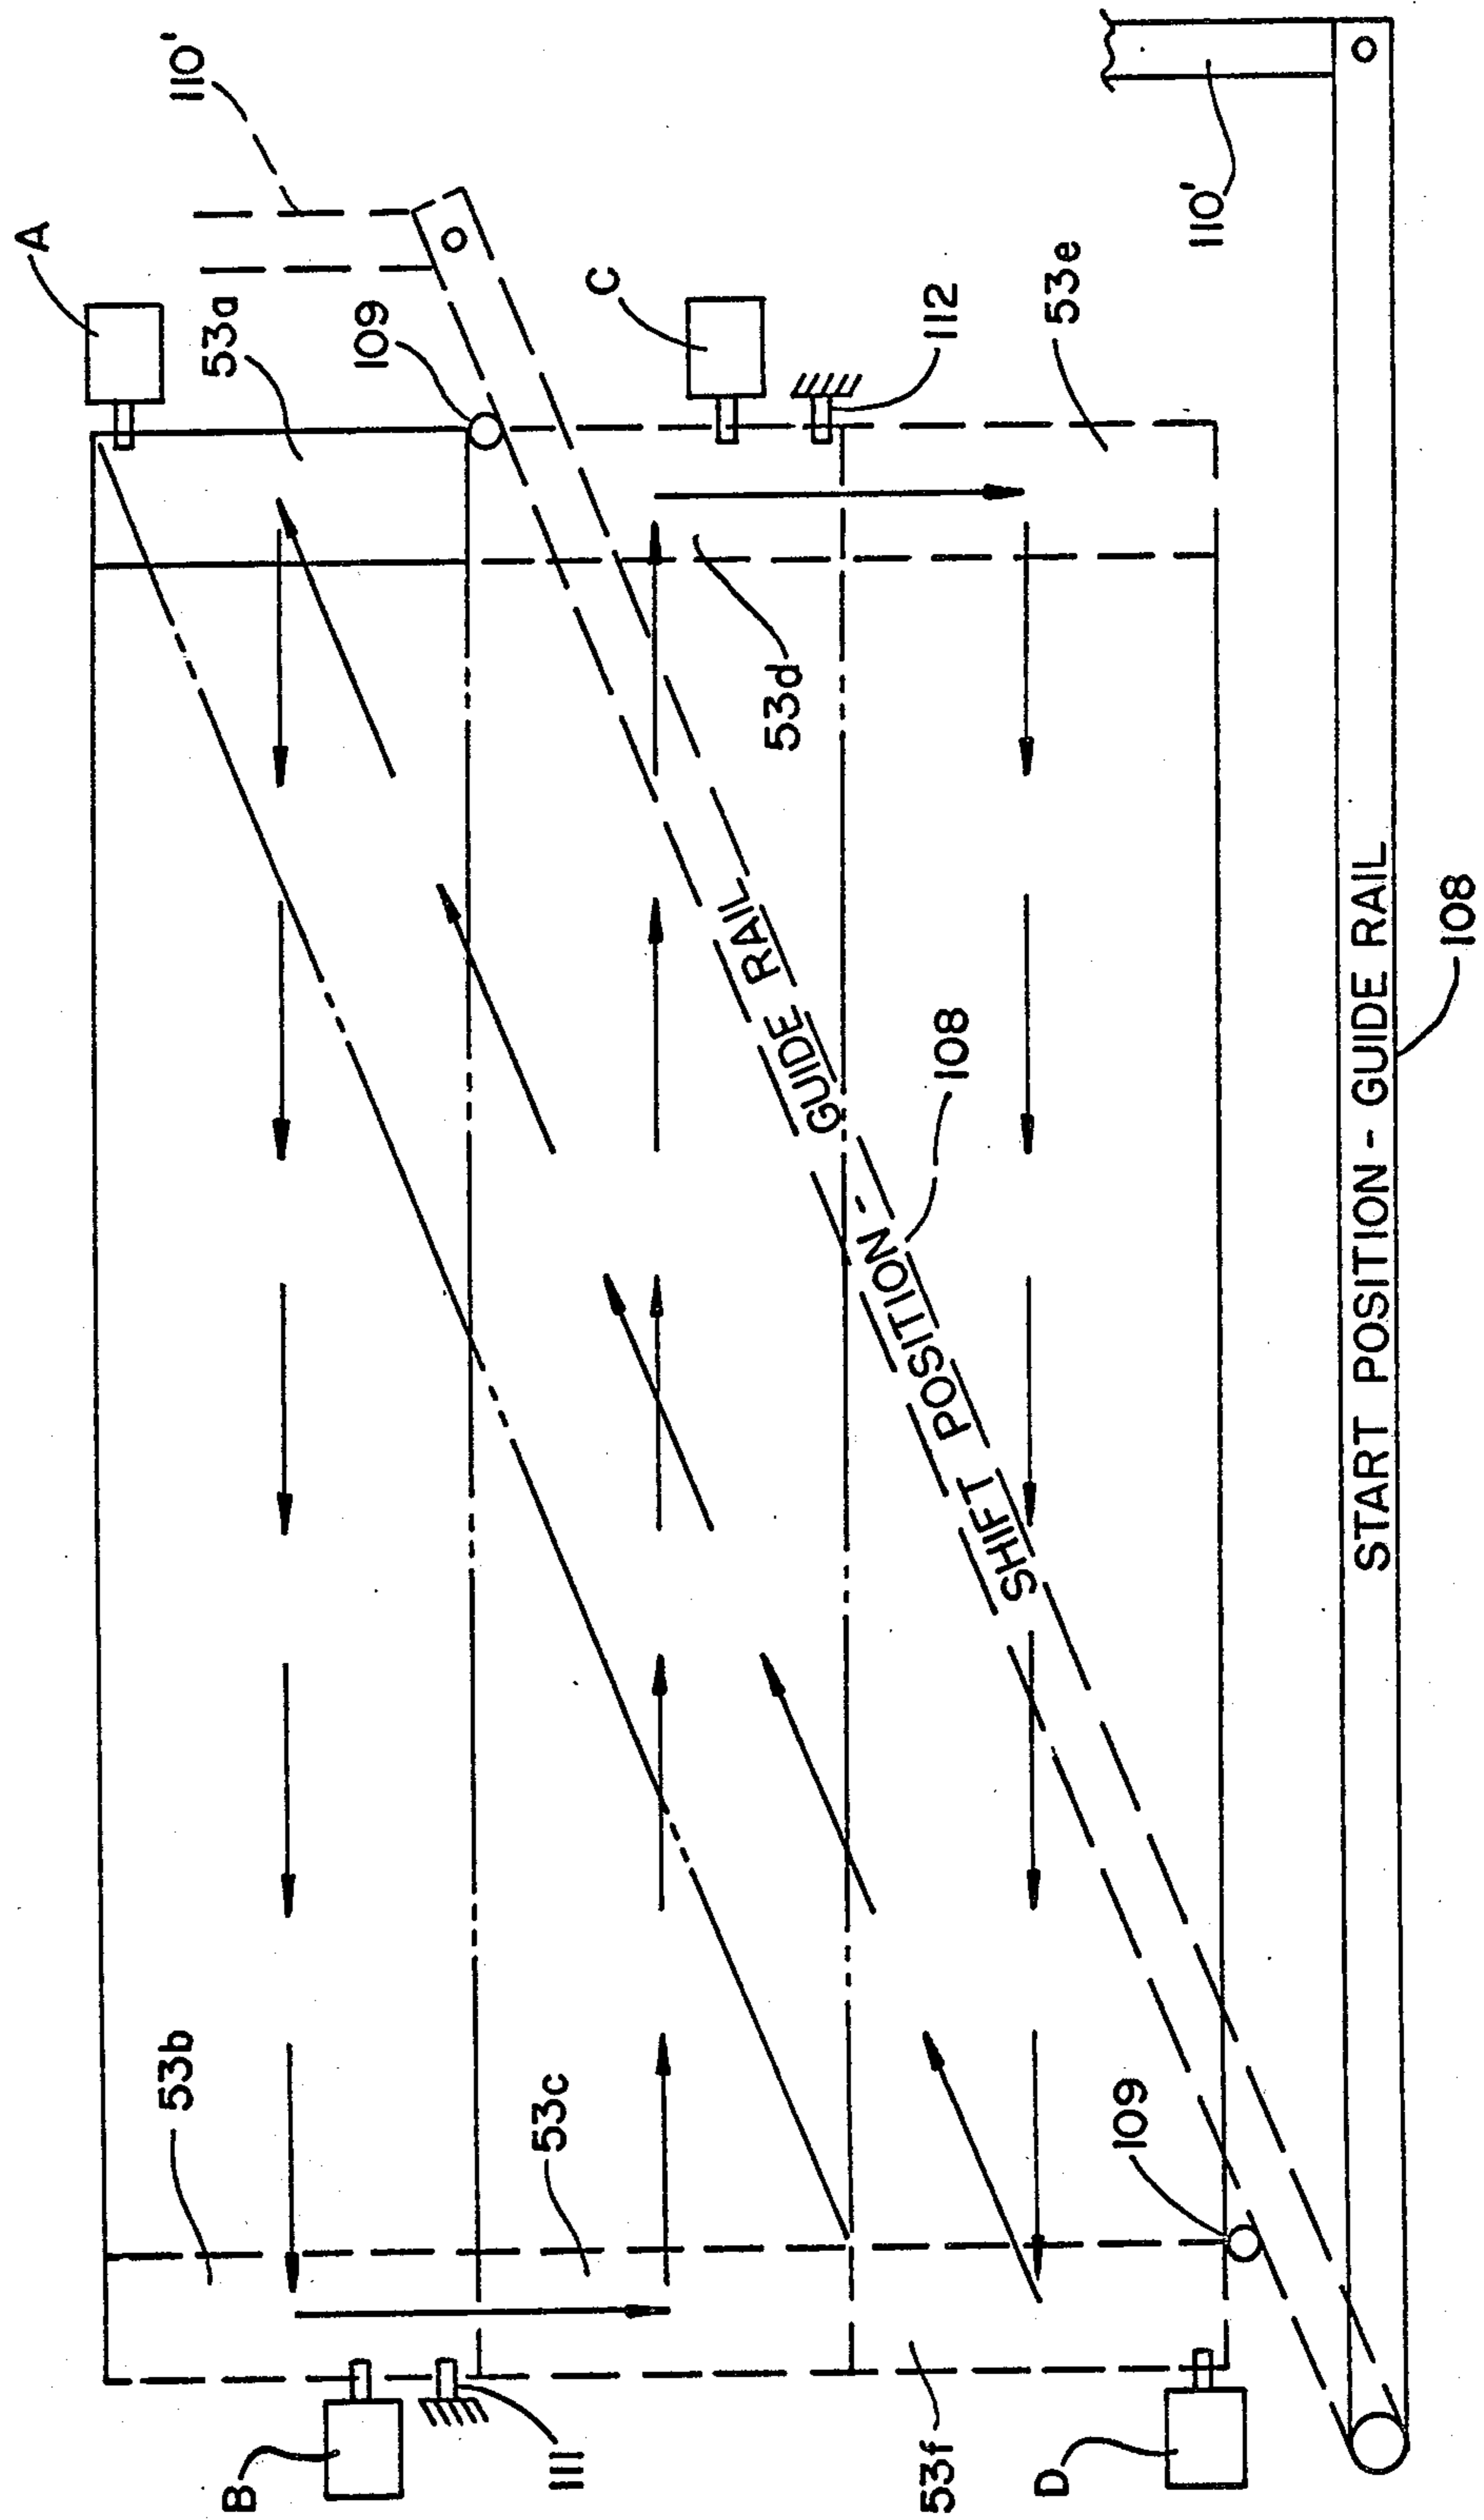 A
110'
53a
109
C
112
53e
110'
53d
SHIFT POSITION - GUIDE RAIL
108
START POSITION - GUIDE RAIL
108
53b
53c
109
B
111
53f
D